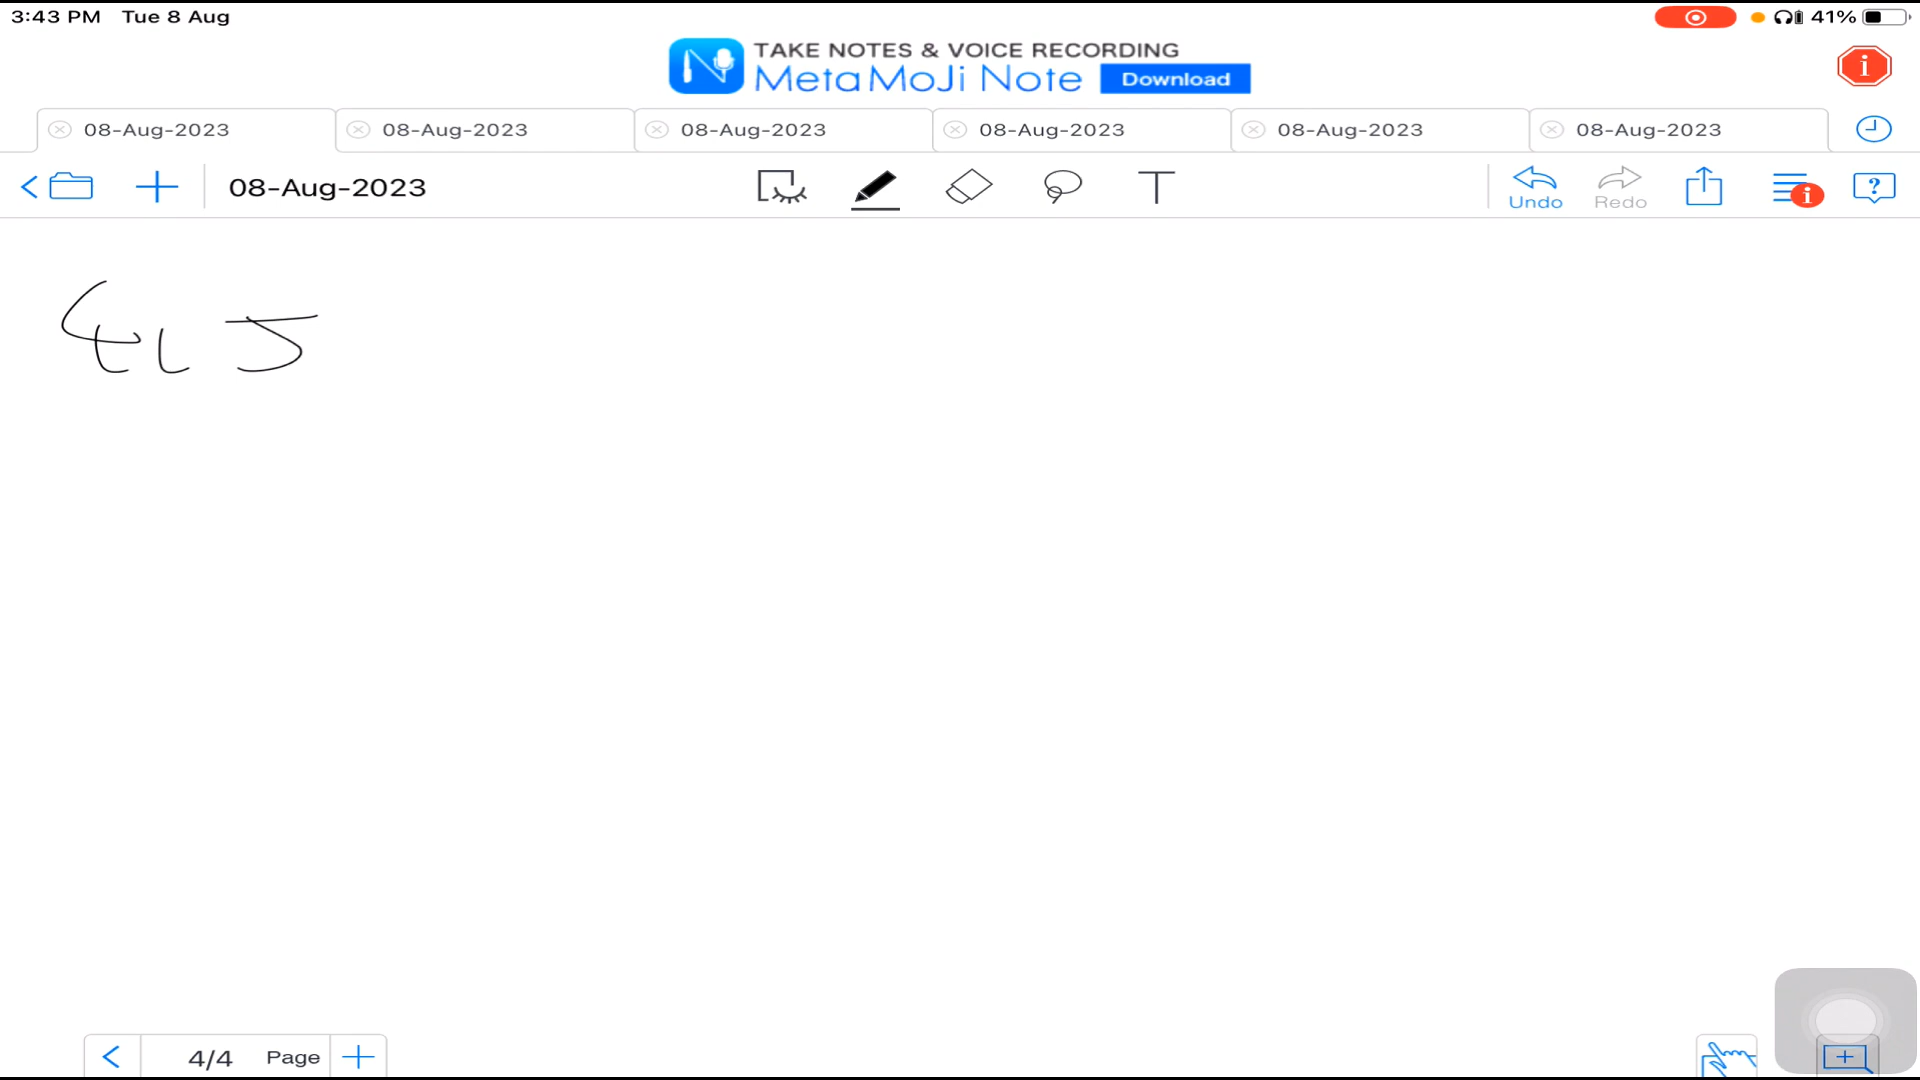 3:43 PM Tue 8 Aug 41%
TAKE NOTES & VOICE RECORDING
MetaMoJi Note Download
08-Aug-2023 08-Aug-2023 08-Aug-2023 08-Aug-2023 08-Aug-2023 08-Aug-2023
08-Aug-2023 T Undo Redo
4/4 Page